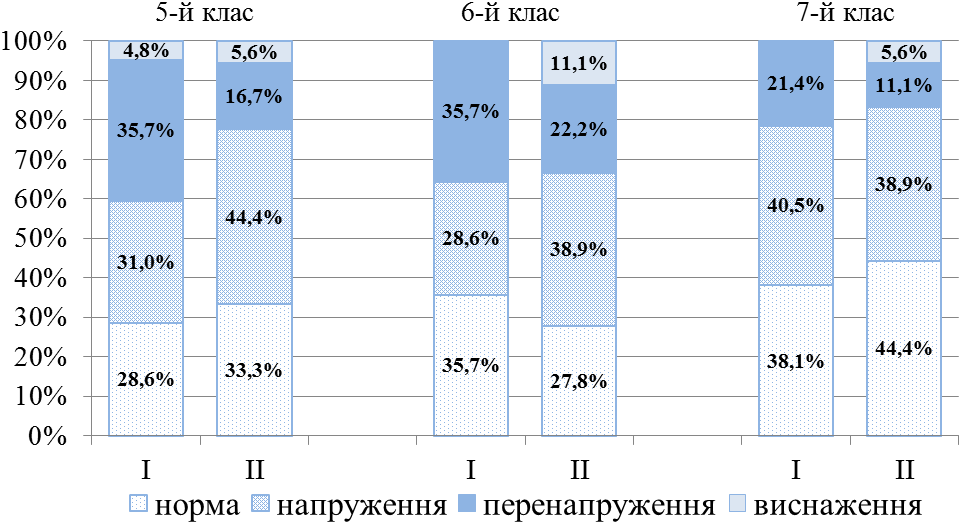 5-й клас 6-й клас 7-й клас
100% 4,8% 5,6% 11,1% 5,6%
90% 16,7% 21,4% 11,1%
80% 35,7% 35,7% 22,2%
70%
60% 44,4% 40,5% 38,9%
50% 31,0% 28,6% 38,9%
40%
30%
20% 28,6% 33,3% 35,7% 27,8% 38,1% 44,4%
10%
0%
I II I II I II
норма напруження перенапруження виснаження